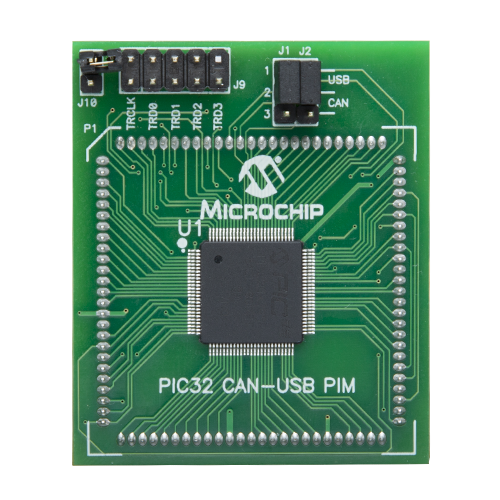 J1 J2
1
USB
2
CAN
3
J10
J9
TRCLK
TRD0
TRD1
TRD2
TRD3
P1
MICROCHIP
U1
PIC32 CAN-USB PIM